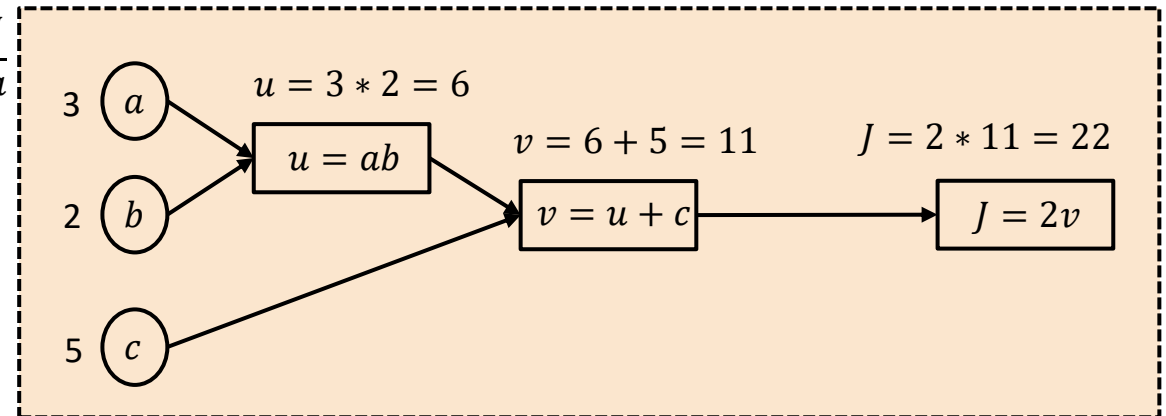 3 a
u = 3 * 2 = 6
u = ab
2 b
v = 6 + 5 = 11
v = u + c
J = 2 * 11 = 22
J = 2v
5 c